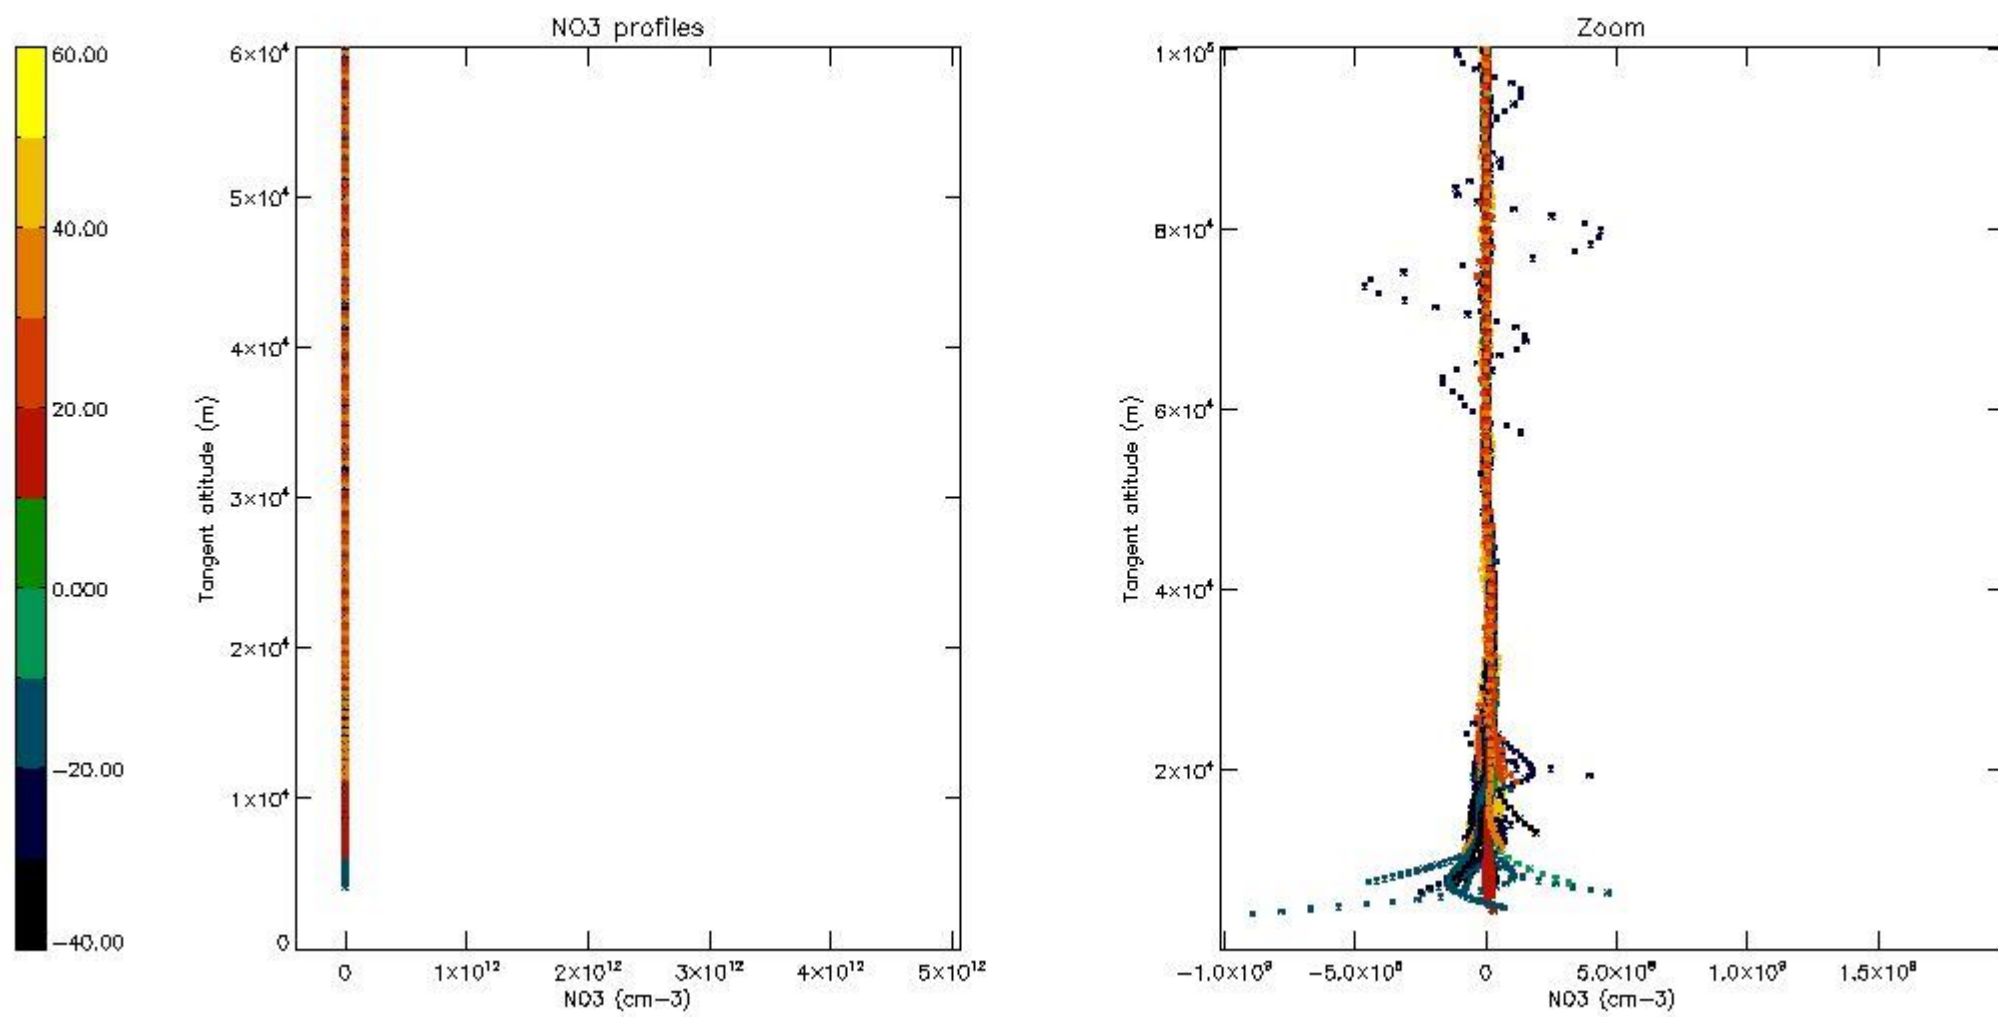 NO3 profiles
60.00
40.00
20.00
0.000
−20.00
−40.00
6×10⁴
5×10⁴
4×10⁴
3×10⁴
2×10⁴
1×10⁴
0
Tangent altitude (m)
0 1×10¹² 2×10¹² 3×10¹² 4×10¹² 5×10¹²
NO3 (cm−3)
Zoom
1×10⁵
8×10⁴
6×10⁴
4×10⁴
2×10⁴
Tangent altitude (m)
−1.0×10⁹ −5.0×10⁸ 0 5.0×10⁸ 1.0×10⁹ 1.5×10⁹
NO3 (cm−3)